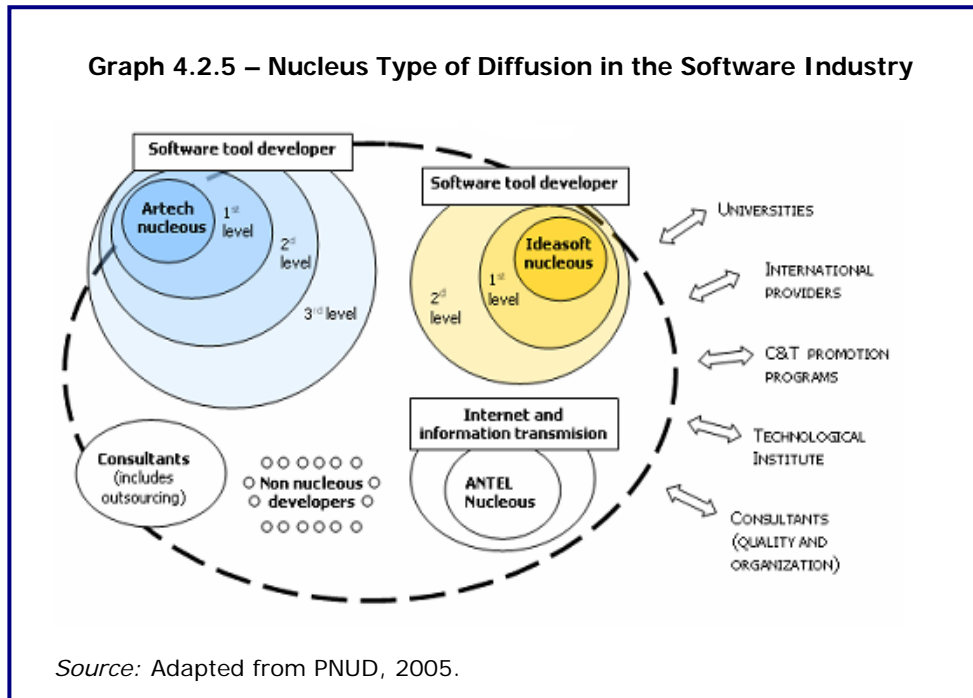 Graph 4.2.5 – Nucleus Type of Diffusion in the Software Industry
Software tool developer
Artech
nucleous
1st
level
2d
level
3rd level
Software tool developer
Ideasoft
nucleous
1st
level
2d
level
Consultants
(includes
outsourcing)
Non nucleous
developers
Internet and
information transmision
ANTEL
Nucleous
UNIVERSITIES
INTERNATIONAL
PROVIDERS
C&T PROMOTION
PROGRAMS
TECHNOLOGICAL
INSTITUTE
CONSULTANTS
(QUALITY AND
ORGANIZATION)
Source: Adapted from PNUD, 2005.